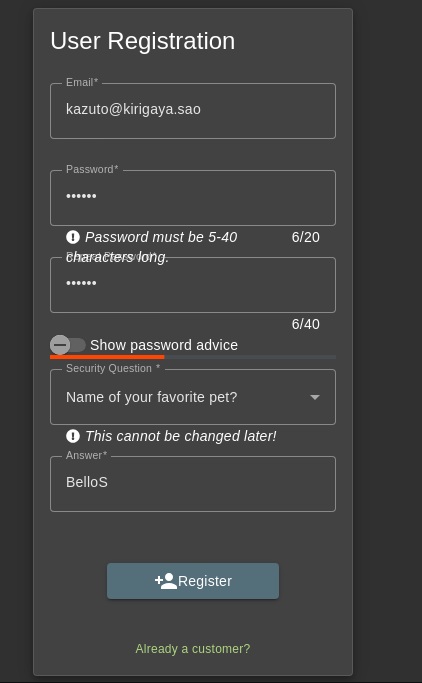 User Registration
Email*
kazuto@kirigaya.sao
Password*
••••••
Password must be 5-40 6/20
characters long.
••••••
6/40
Show password advice
Security Question *
Name of your favorite pet?
This cannot be changed later!
Answer*
BelloS
Register
Already a customer?